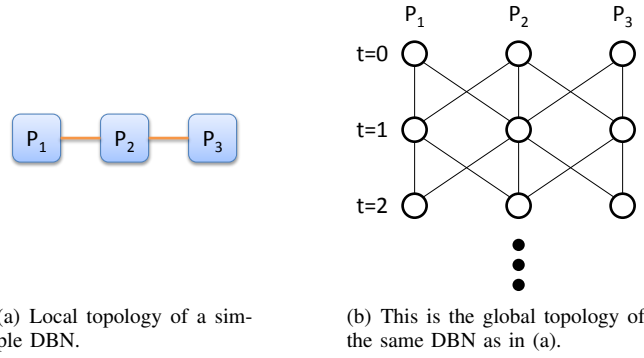 P1 P2 P3
P1 P2 P3
t=0
t=1
t=2
(a) Local topology of a sim-
ple DBN.
(b) This is the global topology of
the same DBN as in (a).